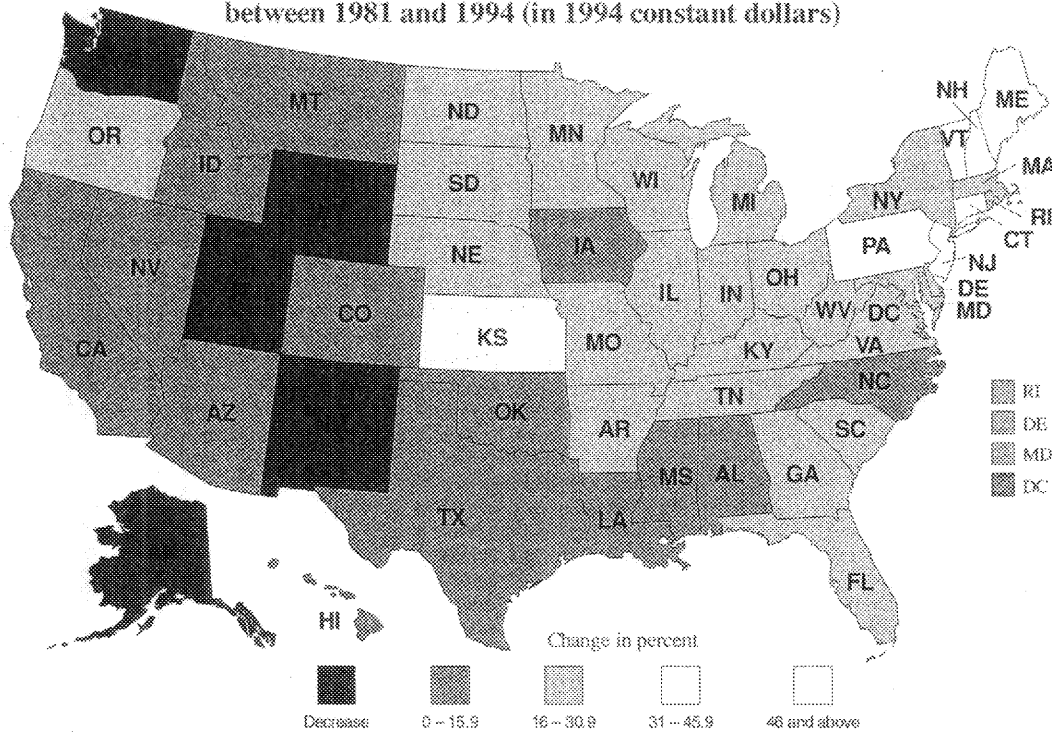 between 1981 and 1994 (in 1994 constant dollars)
MT
ND
MN
NH
ME
VT
OR
ID
SD
WI
MI
NY
MA
RI
CT
NV
NE
IA
PA
NJ
IL
IN
OH
DE
MD
CO
KS
MO
WV
DC
VA
CA
KY
NC
AZ
OK
TN
AR
SC
RI
DE
MD
DC
MS
AL
GA
TX
LA
FL
HI
Change in percent
Decrease
0 – 15.9
16 – 30.9
31 – 45.9
46 and above